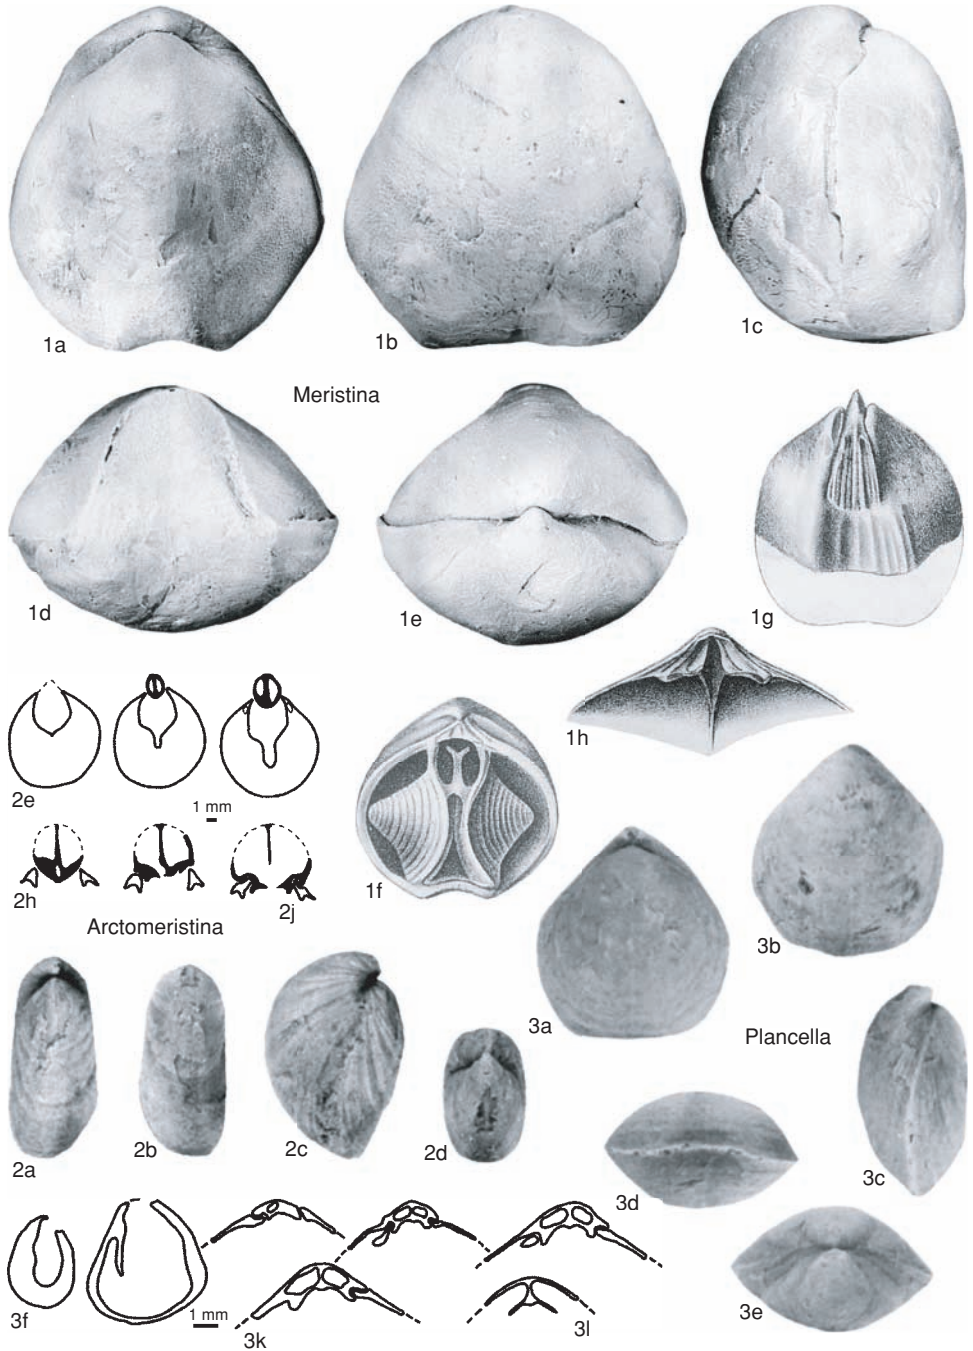 1a
1b
1c
Meristina
1d
1e
1g
1h
2e
1 mm
2h
2j
1f
3b
Arctomeristina
3a
Plancella
2a
2b
2c
2d
3d
3c
3f
1 mm
3k
3l
3e